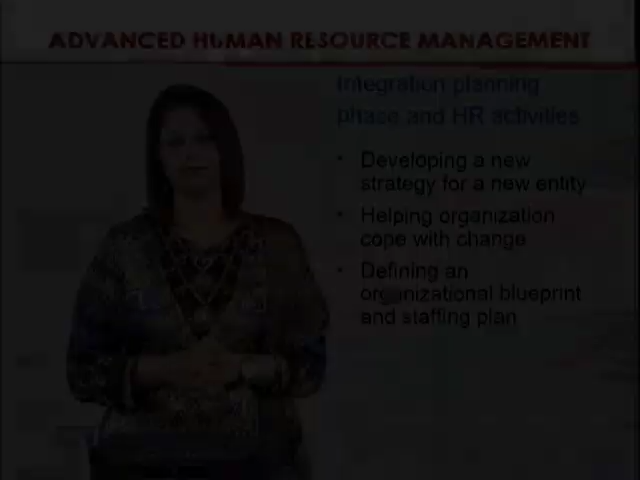 ADVANCED HUMAN RESOURCE MANAGEMENT
Integration planning
phase and HR activities
• Developing a new
strategy for a new entity
• Helping organization
cope with change
• Defining an
organizational blueprint
and staffing plan